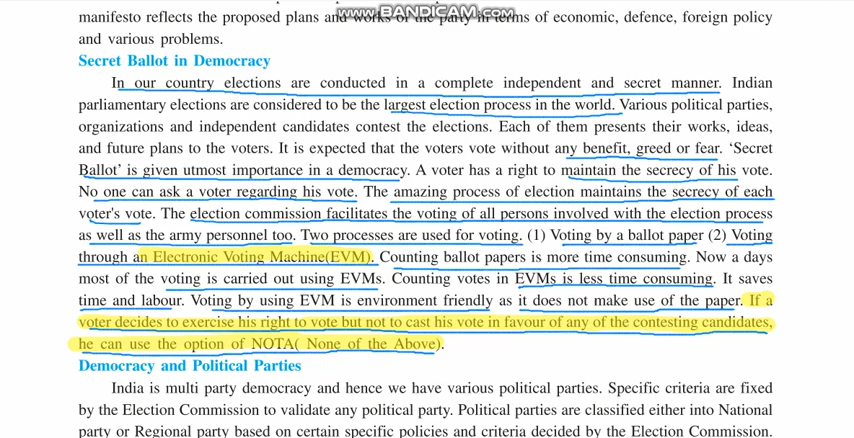 www.BANDICAM.com
manifesto reflects the proposed plans and works of the party in terms of economic, defence, foreign policy
and various problems.
Secret Ballot in Democracy
In our country elections are conducted in a complete independent and secret manner. Indian
parliamentary elections are considered to be the largest election process in the world. Various political parties,
organizations and independent candidates contest the elections. Each of them presents their works, ideas,
and future plans to the voters. It is expected that the voters vote without any benefit, greed or fear. ‘Secret
Ballot’ is given utmost importance in a democracy. A voter has a right to maintain the secrecy of his vote.
No one can ask a voter regarding his vote. The amazing process of election maintains the secrecy of each
voter's vote. The election commission facilitates the voting of all persons involved with the election process
as well as the army personnel too. Two processes are used for voting. (1) Voting by a ballot paper (2) Voting
through an Electronic Voting Machine(EVM). Counting ballot papers is more time consuming. Now a days
most of the voting is carried out using EVMs. Counting votes in EVMs is less time consuming. It saves
time and labour. Voting by using EVM is environment friendly as it does not make use of the paper. If a
voter decides to exercise his right to vote but not to cast his vote in favour of any of the contesting candidates,
he can use the option of NOTA( None of the Above).
Democracy and Political Parties
India is multi party democracy and hence we have various political parties. Specific criteria are fixed
by the Election Commission to validate any political party. Political parties are classified either into National
party or Regional party based on certain specific policies and criteria decided by the Election Commission.